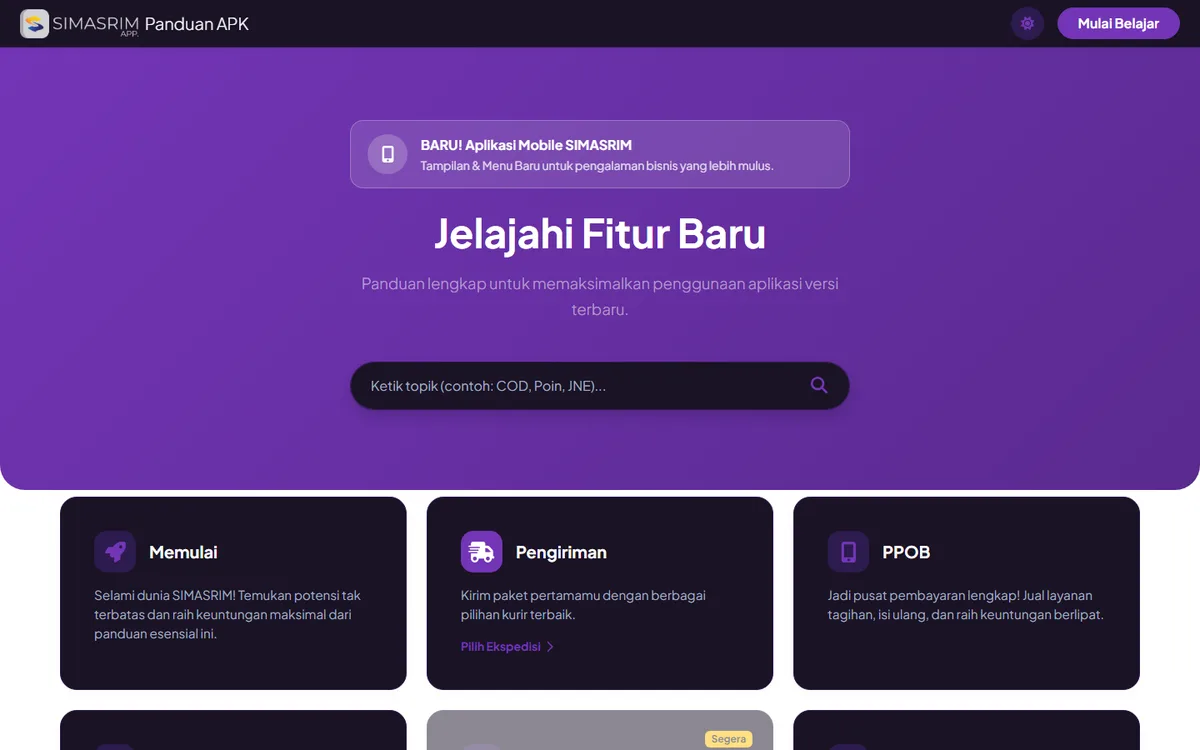 SIMASRIM APP. Panduan APK
Mulai Belajar
BARU! Aplikasi Mobile SIMASRIM
Tampilan & Menu Baru untuk pengalaman bisnis yang lebih mulus.
Jelajahi Fitur Baru
Panduan lengkap untuk memaksimalkan penggunaan aplikasi versi
terbaru.
Ketik topik (contoh: COD, Poin, JNE)...
Memulai
Selami dunia SIMASRIM! Temukan potensi tak
terbatas dan raih keuntungan maksimal dari
panduan esensial ini.
Pengiriman
Kirim paket pertamamu dengan berbagai
pilihan kurir terbaik.
Pilih Ekspedisi
PPOB
Jadi pusat pembayaran lengkap! Jual layanan
tagihan, isi ulang, dan raih keuntungan berlipat.
Segera